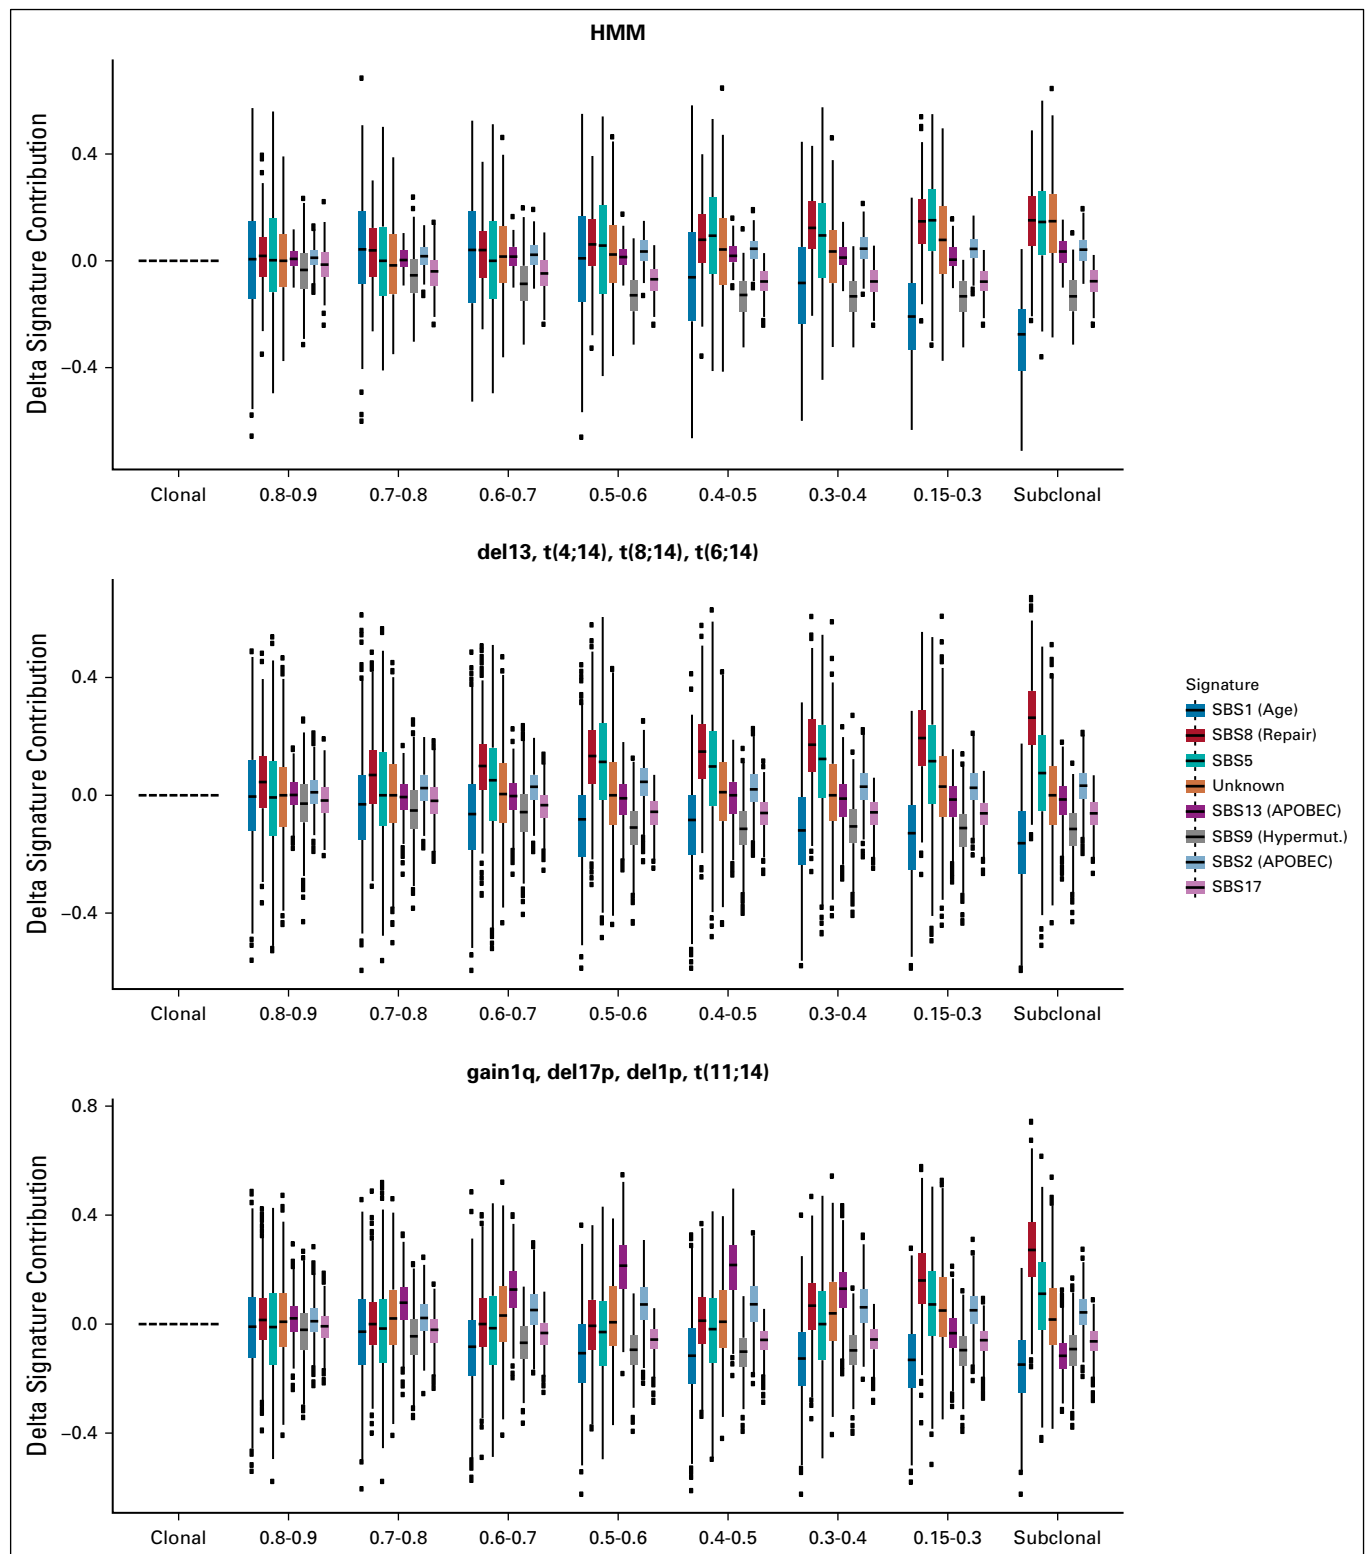 HMM
Delta Signature Contribution
0.4
0.0
−0.4
Clonal 0.8-0.9 0.7-0.8 0.6-0.7 0.5-0.6 0.4-0.5 0.3-0.4 0.15-0.3 Subclonal
del13, t(4;14), t(8;14), t(6;14)
Delta Signature Contribution
0.4
0.0
−0.4
Clonal 0.8-0.9 0.7-0.8 0.6-0.7 0.5-0.6 0.4-0.5 0.3-0.4 0.15-0.3 Subclonal
Signature
SBS1 (Age)
SBS8 (Repair)
SBS5
Unknown
SBS13 (APOBEC)
SBS9 (Hypermut.)
SBS2 (APOBEC)
SBS17
gain1q, del17p, del1p, t(11;14)
Delta Signature Contribution
0.8
0.4
0.0
−0.4
Clonal 0.8-0.9 0.7-0.8 0.6-0.7 0.5-0.6 0.4-0.5 0.3-0.4 0.15-0.3 Subclonal